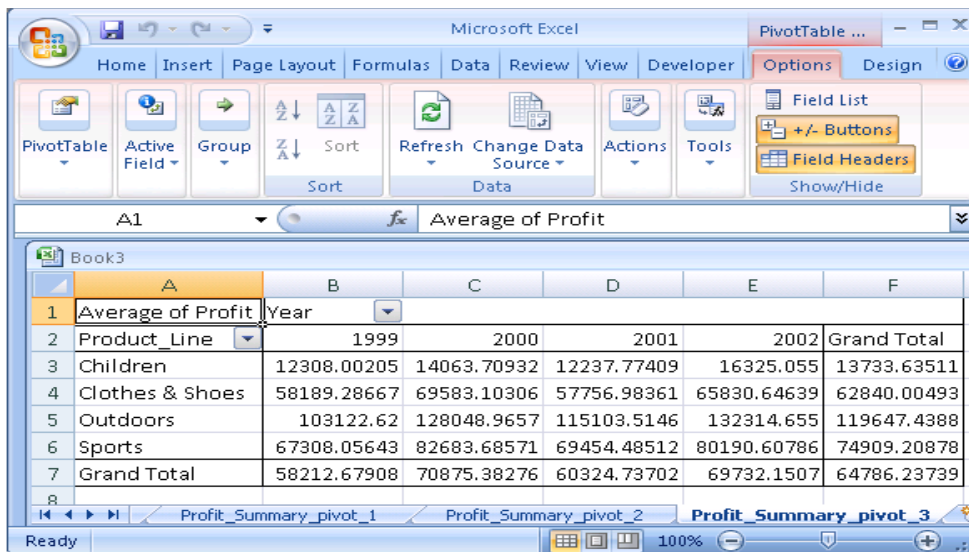 Microsoft Excel
PivotTable ...
Home Insert Page Layout Formulas Data Review View Developer Options Design
PivotTable
Active Field
Group
Sort
Sort
Refresh
Change Data Source
Data
Actions
Tools
Field List
+/- Buttons
Field Headers
Show/Hide
A1 fx Average of Profit
Book3
A B C D E F
1 Average of Profit Year
2 Product_Line 1999 2000 2001 2002 Grand Total
3 Children 12308.00205 14063.70932 12237.77409 16325.055 13733.63511
4 Clothes & Shoes 58189.28667 69583.10306 57756.98361 65830.64639 62840.00493
5 Outdoors 103122.62 128048.9657 115103.5146 132314.655 119647.4388
6 Sports 67308.05643 82683.68571 69454.48512 80190.60786 74909.20878
7 Grand Total 58212.67908 70875.38276 60324.73702 69732.1507 64786.23739
8
Profit_Summary_pivot_1 Profit_Summary_pivot_2 Profit_Summary_pivot_3
Ready 100%